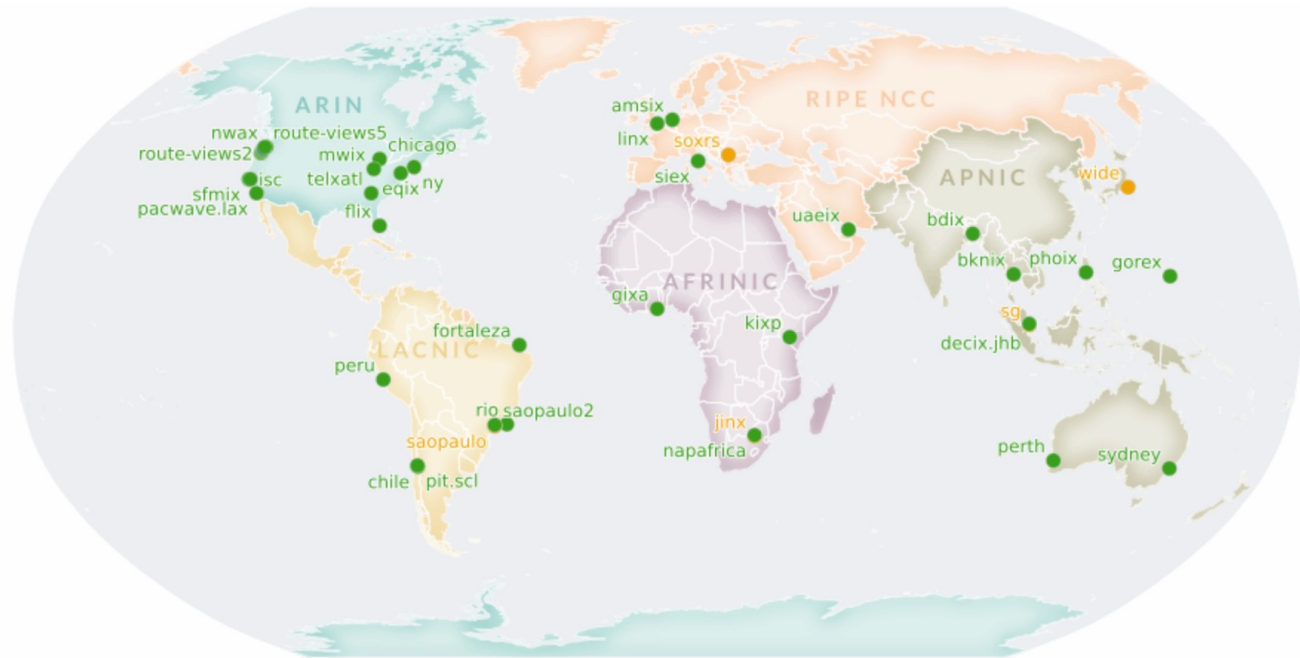 ARIN
RIPE NCC
amsix
nwax
route-views5
linx
soxrs
route-views2
mwix
chicago
telxatl
isc
eqix
ny
siex
APNIC
wide
sfmix
pacwave.lax
flix
uaeix
bdix
bknix
phoix
gorex
AFRINIC
gixa
kixp
sg
decix.jhb
fortaleza
LACNIC
peru
rio
saopaulo2
saopaulo
jinx
napafrica
perth
sydney
chile
pit.scl